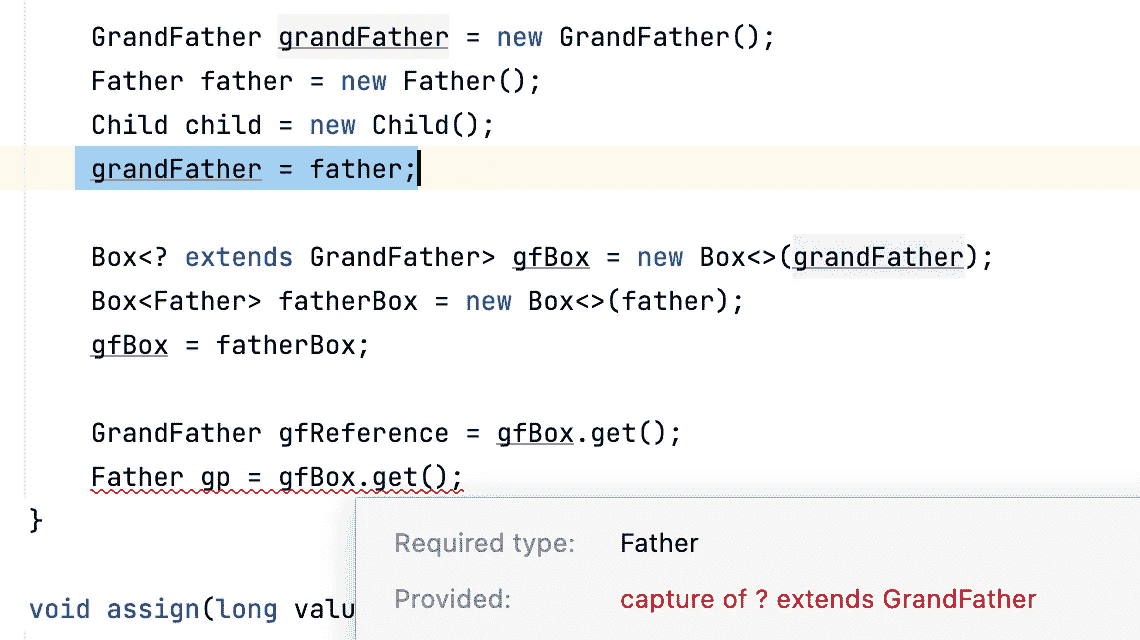 GrandFather grandFather = new GrandFather();
Father father = new Father();
Child child = new Child();
grandFather = father;
Box<? extends GrandFather> gfBox = new Box<>(grandFather);
Box<Father> fatherBox = new Box<>(father);
gfBox = fatherBox;
GrandFather gfReference = gfBox.get();
Father gp = gfBox.get();
}
Required type: Father
Provided: capture of ? extends GrandFather
void assign(long valu